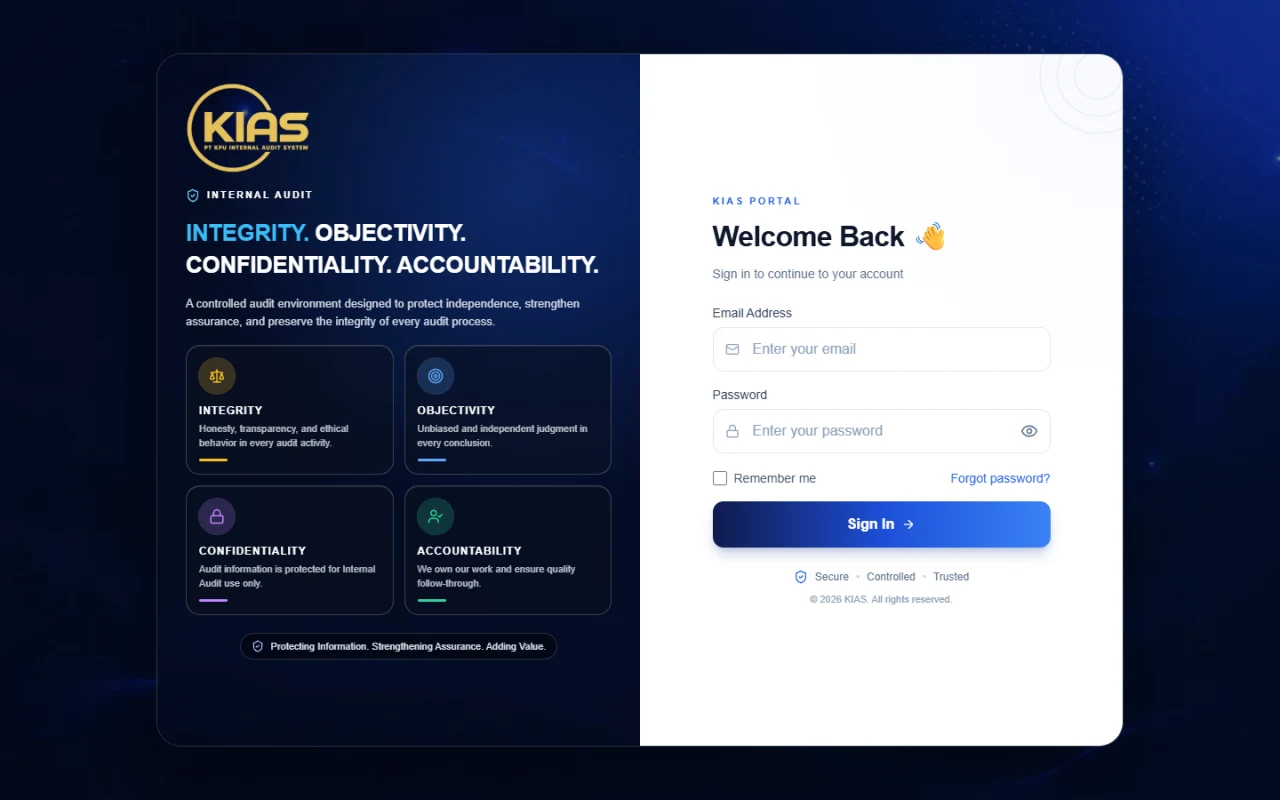 KIAS
PT KPU INTERNAL AUDIT SYSTEM
INTERNAL AUDIT
INTEGRITY. OBJECTIVITY.
CONFIDENTIALITY. ACCOUNTABILITY.
A controlled audit environment designed to protect independence, strengthen
assurance, and preserve the integrity of every audit process.
INTEGRITY
Honesty, transparency, and ethical
behavior in every audit activity.
OBJECTIVITY
Unbiased and independent judgment in
every conclusion.
CONFIDENTIALITY
Audit information is protected for Internal
Audit use only.
ACCOUNTABILITY
We own our work and ensure quality
follow-through.
Protecting Information. Strengthening Assurance. Adding Value.
KIAS PORTAL
Welcome Back 👋
Sign in to continue to your account
Email Address
Enter your email
Password
Enter your password
Remember me
Forgot password?
Sign In →
Secure • Controlled • Trusted
© 2026 KIAS. All rights reserved.